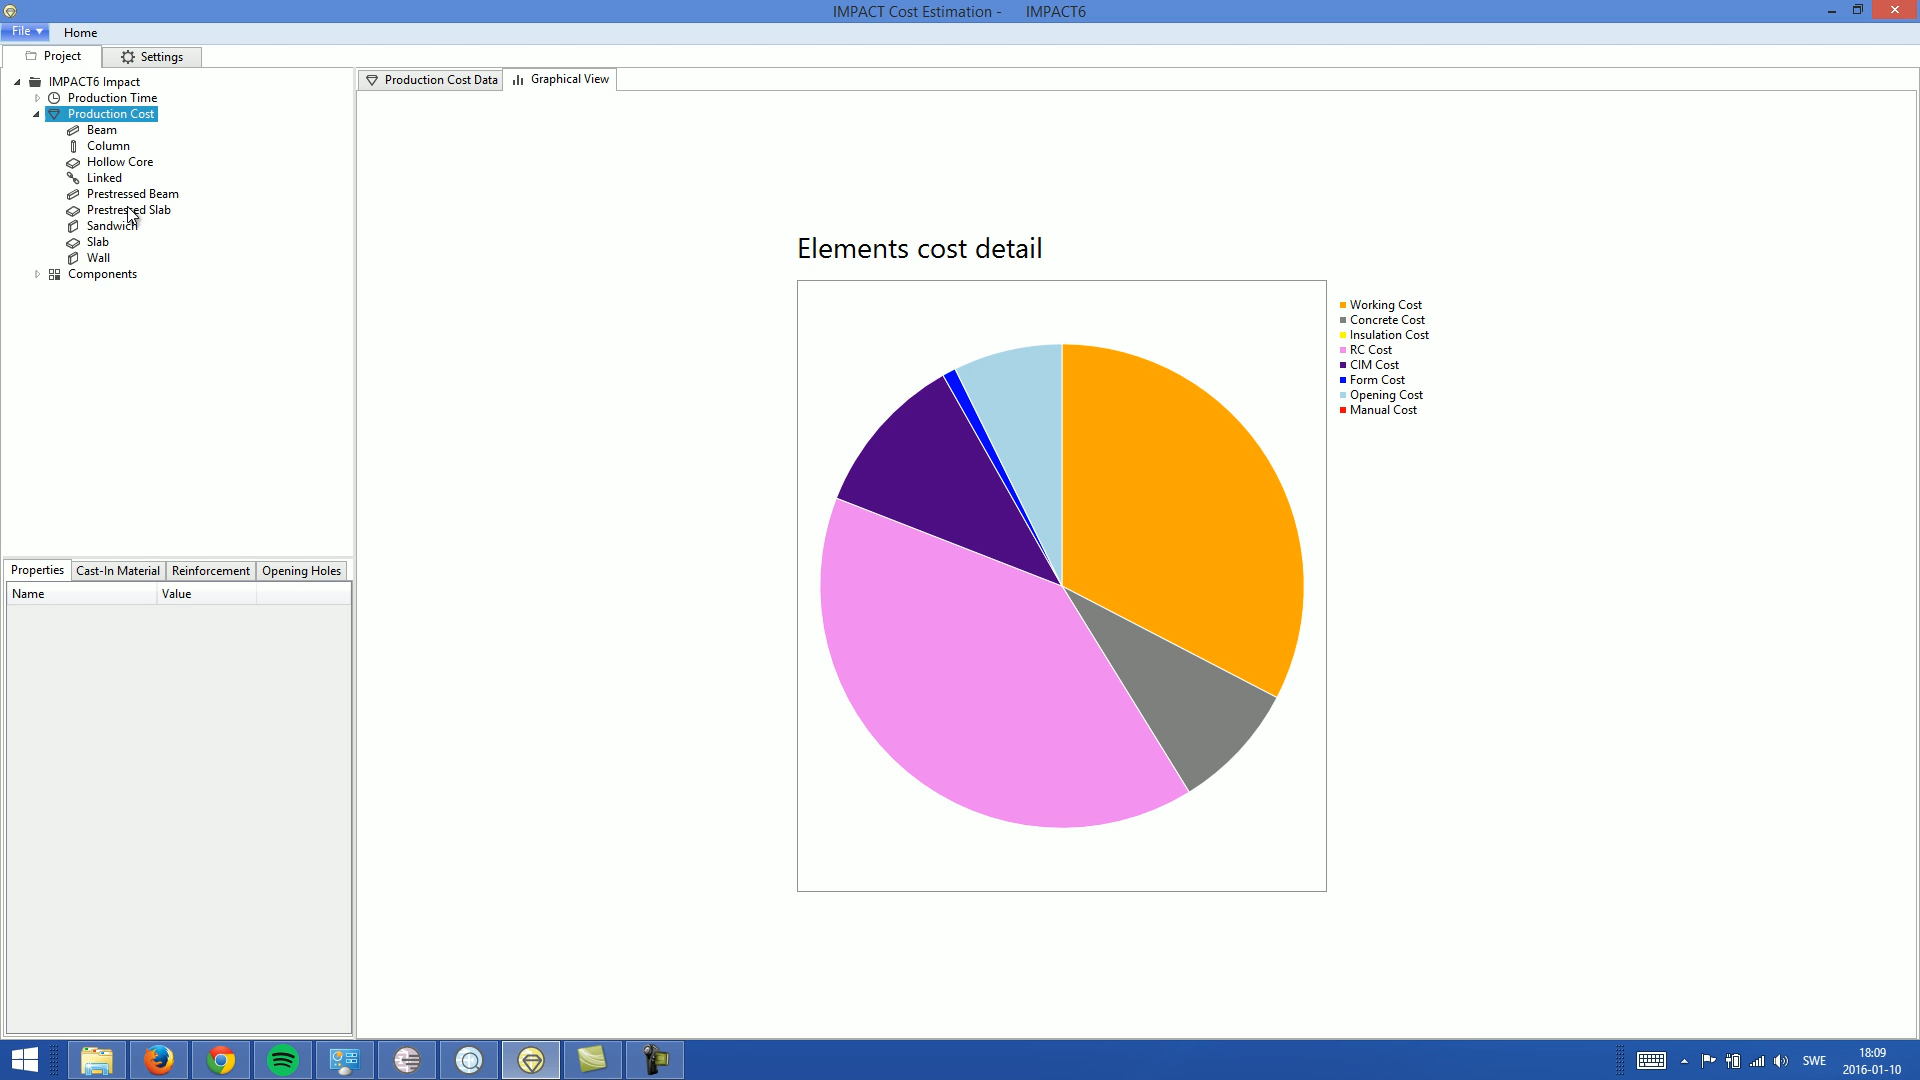 IMPACT Cost Estimation - IMPACT6
File Home
Project Settings
IMPACT6 Impact
Production Time
Production Cost
Beam
Column
Hollow Core
Linked
Prestressed Beam
Prestressed Slab
Sandwich
Slab
Wall
Components
Properties Cast-In Material Reinforcement Opening Holes
Name Value
Production Cost Data Graphical View
Elements cost detail
Working Cost
Concrete Cost
Insulation Cost
RC Cost
CIM Cost
Form Cost
Opening Cost
Manual Cost
SWE
18:09
2016-01-10